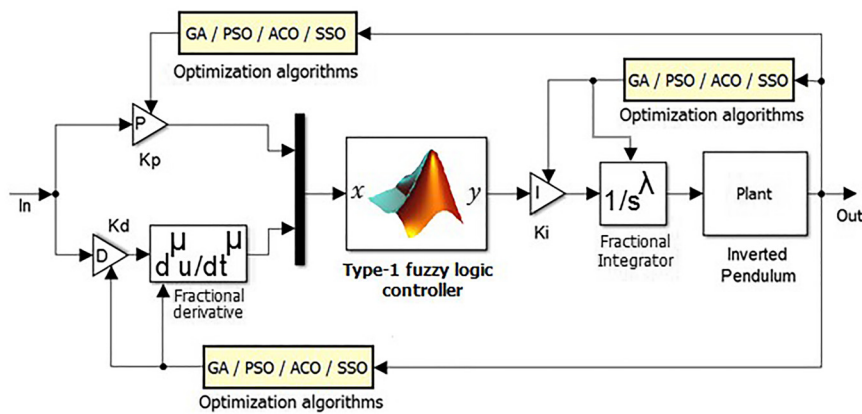 GA / PSO / ACO / SSO
Optimization algorithms
GA / PSO / ACO / SSO
Optimization algorithms
P
Kp
In
x
y
I
Ki
1/s^λ
Fractional
Integrator
Plant
Inverted
Pendulum
Out
Kd
D
d^μu/dt^μ
Fractional
derivative
Type-1 fuzzy logic
controller
GA / PSO / ACO / SSO
Optimization algorithms